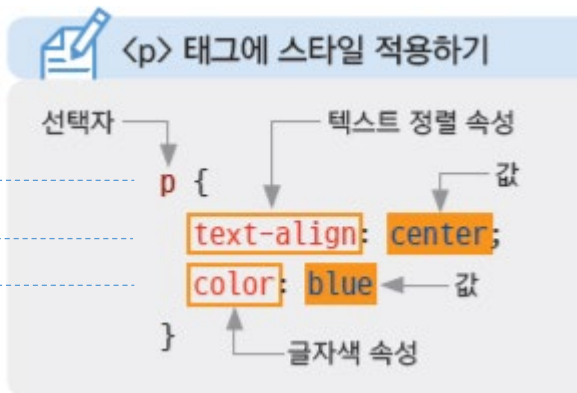 <p> 태그에 스타일 적용하기
선택자
텍스트 정렬 속성
p {
값
text-align: center;
color: blue
값
}
글자색 속성